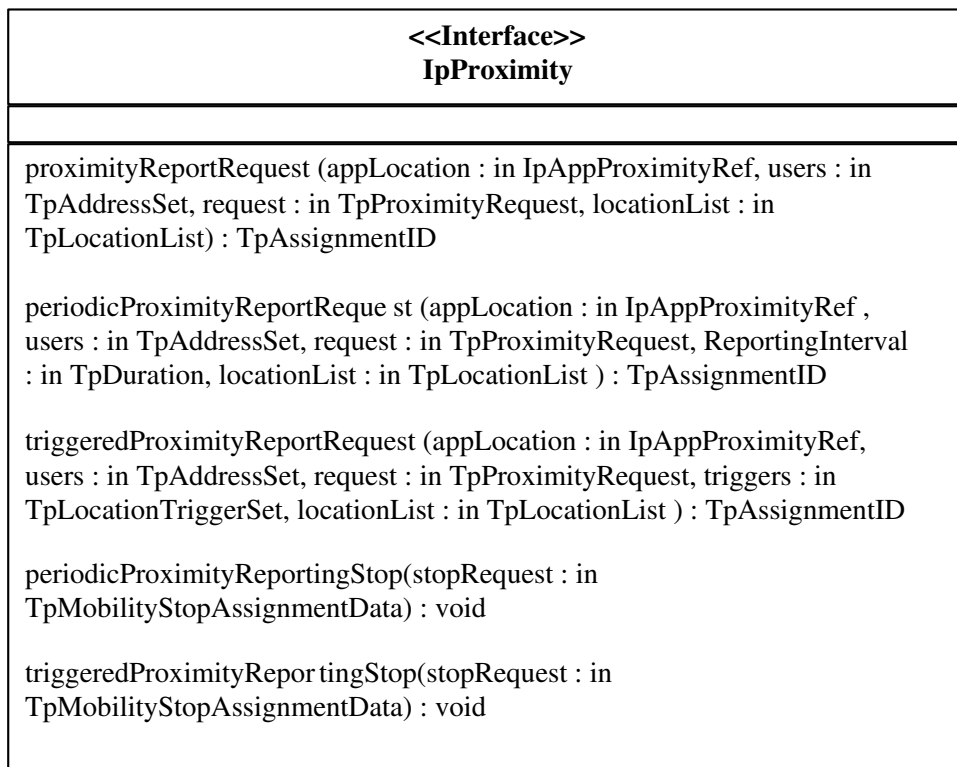 <<Interface>>
IpProximity
proximityReportRequest (appLocation : in IpAppProximityRef, users : in
TpAddressSet, request : in TpProximityRequest, locationList : in
TpLocationList) : TpAssignmentID
periodicProximityReportReque st (appLocation : in IpAppProximityRef ,
users : in TpAddressSet, request : in TpProximityRequest, ReportingInterval
: in TpDuration, locationList : in TpLocationList ) : TpAssignmentID
triggeredProximityReportRequest (appLocation : in IpAppProximityRef,
users : in TpAddressSet, request : in TpProximityRequest, triggers : in
TpLocationTriggerSet, locationList : in TpLocationList ) : TpAssignmentID
periodicProximityReportingStop(stopRequest : in
TpMobilityStopAssignmentData) : void
triggeredProximityRepor tingStop(stopRequest : in
TpMobilityStopAssignmentData) : void